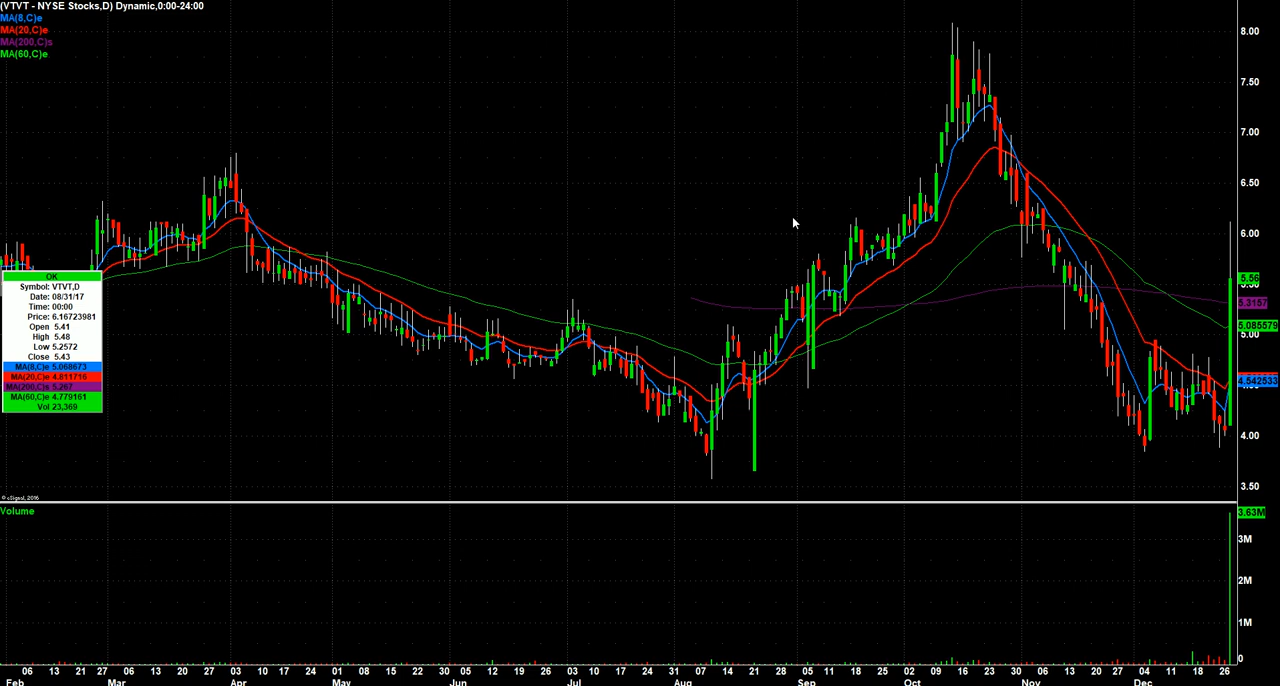 (VTVT - NYSE Stocks,D) Dynamic,0:00-24:00
MA(8,C)e
MA(20,C)e
MA(200,C)s
MA(60,C)e
8.00
7.50
7.00
6.50
6.00
5.56
5.50
5.3157
5.085579
5.00
4.542533
4.00
3.50
OK
Symbol: VTVT,D
Date: 08/31/17
Time: 00:00
Price: 6.16723981
Open 5.41
High 5.48
Low 5.2572
Close 5.43
MA(8,C)e 5.068673
MA(20,C)e 4.811716
MA(200,C)s 5.267
MA(60,C)e 4.779161
Vol 23,369
© eSignal, 2016
Volume
3.63M
3M
2M
1M
0
06 13 21 27 06 13 20 27 03 10 17 24 01 08 15 22 30 05 12 19 26 03 10 17 24 31 07 14 21 28 05 11 18 25 02 09 16 23 30 06 13 20 27 04 11 18 26
Feb Mar Apr May Jun Jul Aug Sep Oct Nov Dec